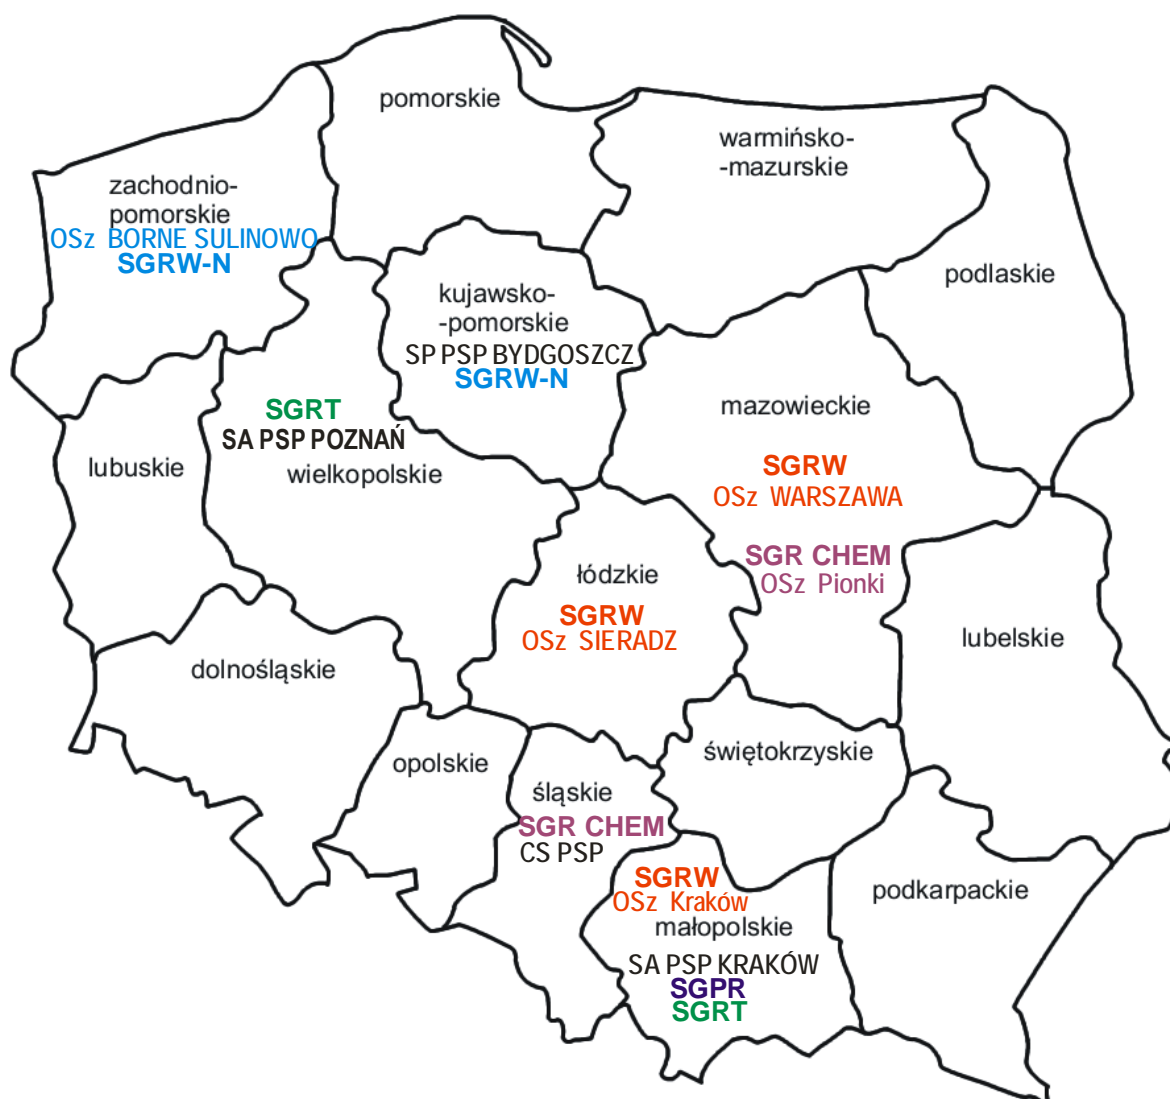 pomorskie
warmińsko-
-mazurskie
zachodnio-
pomorskie
OSz BORNE SULINOWO
SGRW-N
podlaskie
kujawsko-
-pomorskie
SP PSP BYDGOSZCZ
SGRW-N
SGRT
SA PSP POZNAŃ
wielkopolskie
lubuskie
mazowieckie
SGRW
OSz WARSZAWA
SGR CHEM
OSz Pionki
łódzkie
SGRW
OSz SIERADZ
lubelskie
dolnośląskie
opolskie
śląskie
SGR CHEM
CS PSP
świętokrzyskie
SGRW
OSz Kraków
małopolskie
SA PSP KRAKÓW
SGPR
SGRT
podkarpackie